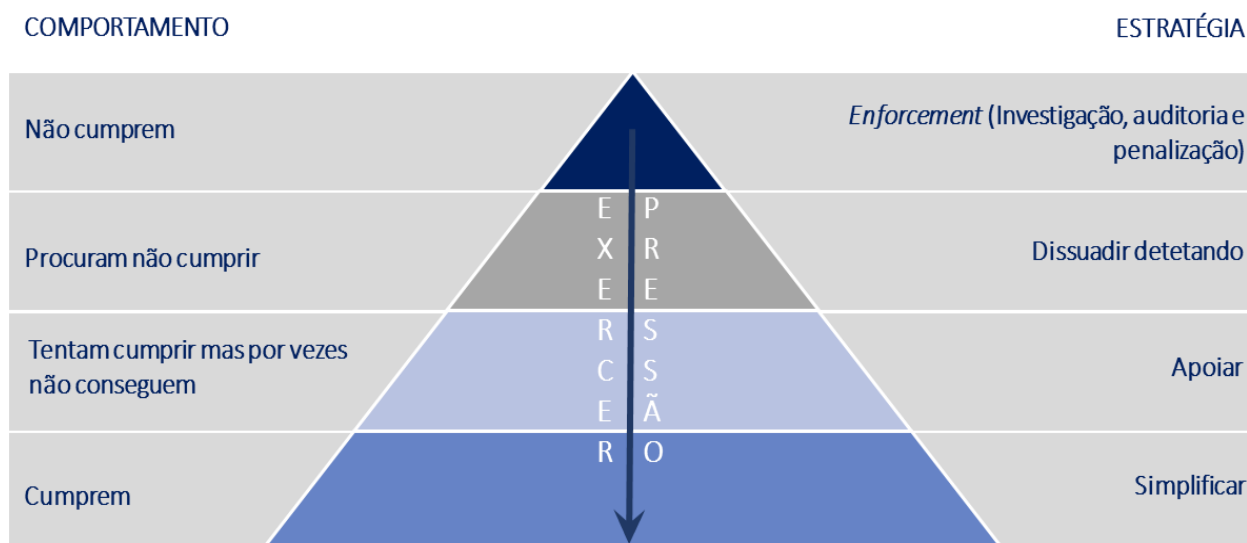 COMPORTAMENTO
ESTRATÉGIA
Não cumprem
Enforcement (Investigação, auditoria e
penalização)
Procuram não cumprir
Dissuadir detetando
Tentam cumprir mas por vezes
não conseguem
Apoiar
Cumprem
Simplificar
EXERCER
PRESSÃO